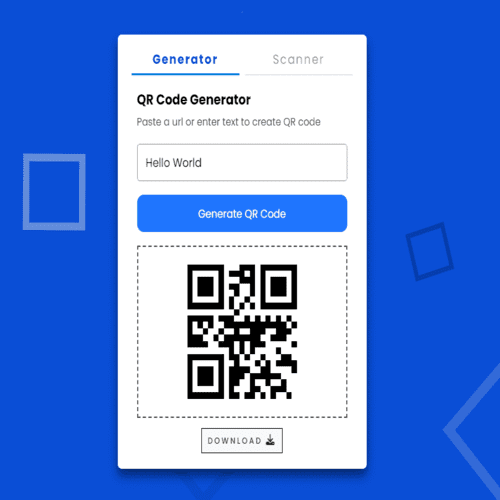 Generator Scanner
QR Code Generator
Paste a url or enter text to create QR code
Hello World
Generate QR Code
DOWNLOAD